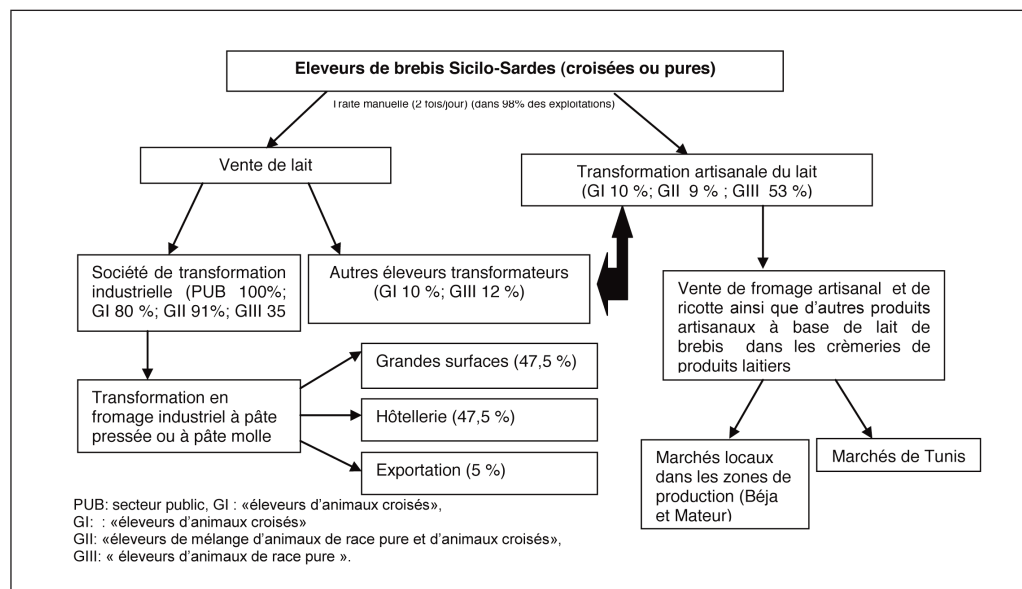 Eleveurs de brebis Sicilo-Sardes (croisées ou pures)
Traite manuelle (2 fois/jour) (dans 98% des exploitations)
Vente de lait
Transformation artisanale du lait
(GI 10 %; GII 9 % ; GIII 53 %)
Société de transformation
industrielle (PUB 100%;
GI 80 %; GII 91%; GIII 35
Autres éleveurs transformateurs
(GI 10 %; GIII 12 %)
Vente de fromage artisanal et de
ricotte ainsi que d'autres produits
artisanaux à base de lait de
brebis dans les crèmeries de
produits laitiers
Transformation en
fromage industriel à pâte
pressée ou à pâte molle
Grandes surfaces (47,5 %)
Hôtellerie (47,5 %)
Exportation (5 %)
Marchés locaux
dans les zones de
production (Béja
et Mateur)
Marchés de Tunis
PUB: secteur public, GI : «éleveurs d'animaux croisés»,
GI: : «éleveurs d'animaux croisés»
GII: «éleveurs de mélange d'animaux de race pure et d'animaux croisés»,
GIII: « éleveurs d'animaux de race pure ».